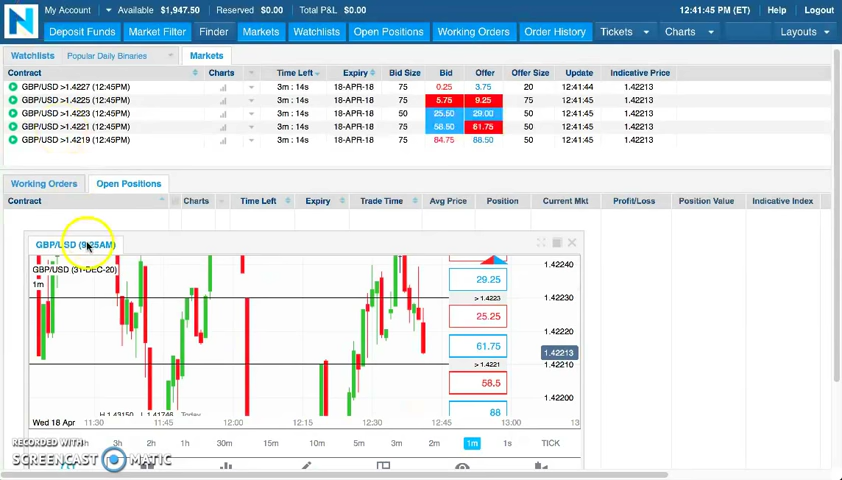 N
My Account Available $1,947.50 Reserved $0.00 Total P&L $0.00 12:41:45 PM (ET) Help Logout
Deposit Funds Market Filter Finder Markets Watchlists Open Positions Working Orders Order History Tickets Charts Layouts
Watchlists Popular Daily Binaries Markets
Contract Charts Time Left Expiry Bid Size Bid Offer Offer Size Update Indicative Price
GBP/USD >1.4227 (12:45PM) 3m : 14s 18-APR-18 75 0.25 3.75 20 12:41:44 1.42213
GBP/USD >1.4225 (12:45PM) 3m : 14s 18-APR-18 75 5.75 9.25 75 12:41:45 1.42213
GBP/USD >1.4223 (12:45PM) 3m : 14s 18-APR-18 50 25.50 29.00 50 12:41:45 1.42213
GBP/USD >1.4221 (12:45PM) 3m : 14s 18-APR-18 75 58.50 61.75 50 12:41:45 1.42213
GBP/USD >1.4219 (12:45PM) 3m : 14s 18-APR-18 75 84.75 88.50 50 12:41:45 1.42213
Working Orders Open Positions
Contract Charts Time Left Expiry Trade Time Avg Price Position Current Mkt Profit/Loss Position Value Indicative Index
GBP/USD (9:25AM)
GBP/USD (31-DEC-20)
1m
1.42240
29.25
> 1.4223
1.42230
25.25
1.42220
61.75
1.42213
> 1.4221
1.42210
58.5
1.42200
88
H 1.43150 L 1.41746 Today
Wed 18 Apr 11:30 11:45 12:00 12:15 12:30 12:45 13:00 13
3h 2h 1h 30m 15m 10m 5m 3m 2m 1m 1s TICK
RECORDED WITH
SCREENCAST MATIC